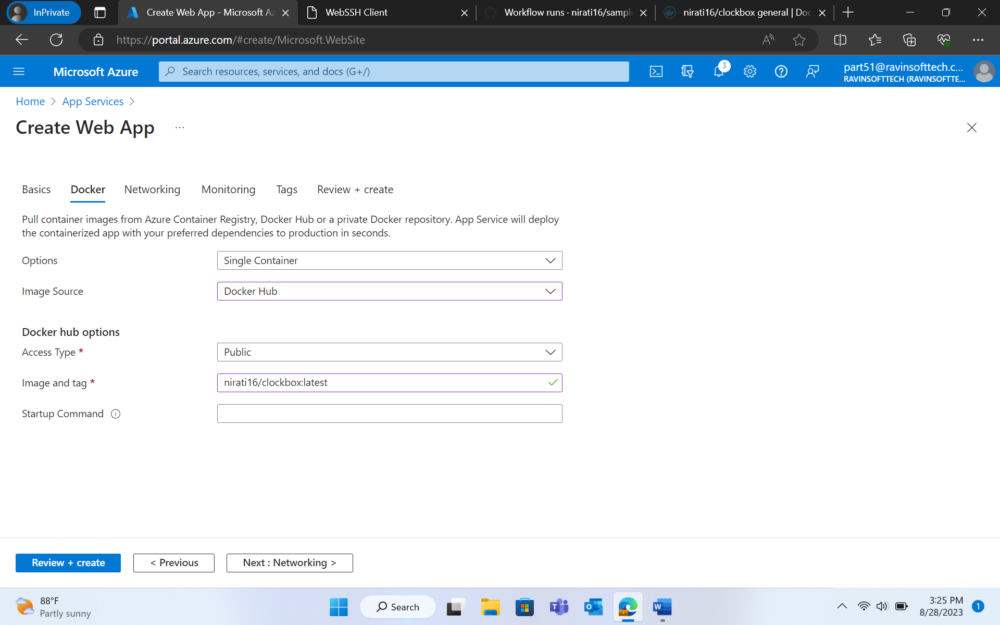 InPrivate
Create Web App - Microsoft Az
WebSSH Client
Workflow runs · nirati16/sampl
nirati16/clockbox general | Doc
https://portal.azure.com/#create/Microsoft.WebSite
Microsoft Azure
Search resources, services, and docs (G+/)
3
part51@ravinsofttech.c...
RAVINSOFTTECH (RAVINSOFTTE...
Home > App Services >
Create Web App ...
Basics Docker Networking Monitoring Tags Review + create
Pull container images from Azure Container Registry, Docker Hub or a private Docker repository. App Service will deploy
the containerized app with your preferred dependencies to production in seconds.
Options Single Container
Image Source Docker Hub
Docker hub options
Access Type * Public
Image and tag * nirati16/clockbox:latest
Startup Command
Review + create < Previous Next : Networking >
88°F
Partly sunny
Search
3:25 PM
8/28/2023
1